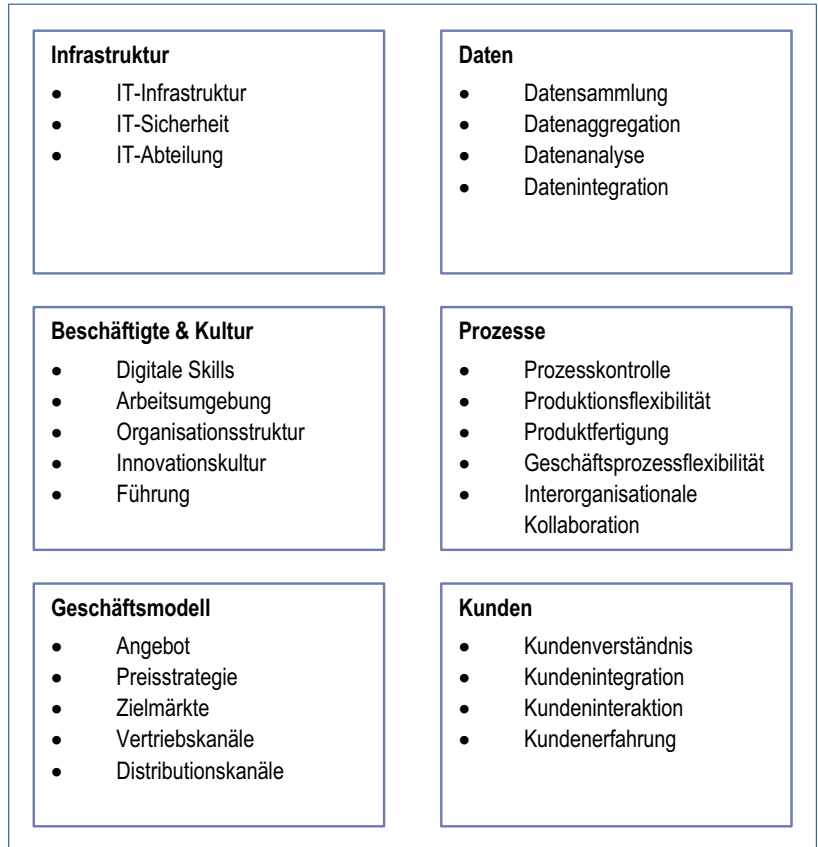 Infrastruktur
• IT-Infrastruktur
• IT-Sicherheit
• IT-Abteilung
Daten
• Datensammlung
• Datenaggregation
• Datenanalyse
• Datenintegration
Beschäftigte & Kultur
• Digitale Skills
• Arbeitsumgebung
• Organisationsstruktur
• Innovationskultur
• Führung
Prozesse
• Prozesskontrolle
• Produktionsflexibilität
• Produktfertigung
• Geschäftsprozessflexibilität
• Interorganisationale
Kollaboration
Geschäftsmodell
• Angebot
• Preisstrategie
• Zielmärkte
• Vertriebskanäle
• Distributionskanäle
Kunden
• Kundenverständnis
• Kundenintegration
• Kundeninteraktion
• Kundenerfahrung